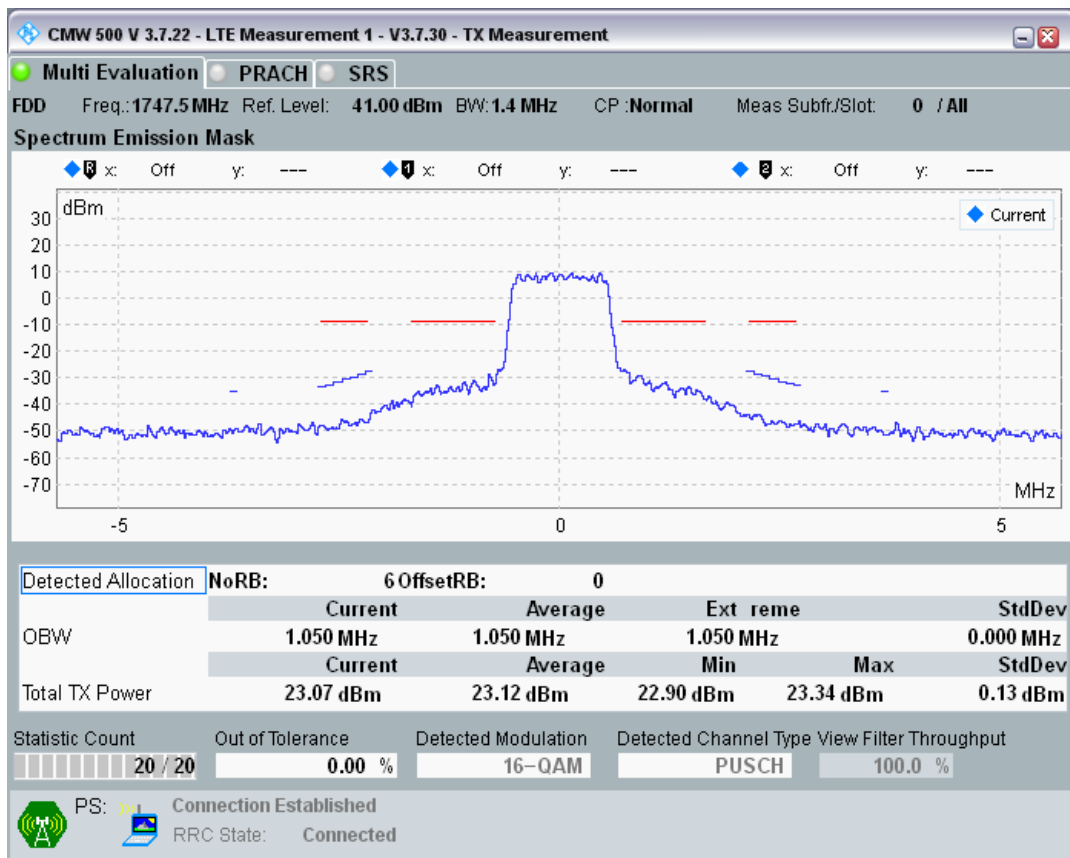 CMW 500 V 3.7.22 - LTE Measurement 1 - V3.7.30 - TX Measurement
Multi Evaluation PRACH SRS
FDD Freq.: 1747.5 MHz Ref. Level: 41.00 dBm BW: 1.4 MHz CP :Normal Meas Subfr./Slot: 0 / All
Spectrum Emission Mask
R x: Off y: --- 1 x: Off y: --- 2 x: Off y: ---
dBm
Current
30
20
10
0
-10
-20
-30
-40
-50
-60
-70
MHz
-5 0 5
Detected Allocation NoRB: 6 OffsetRB: 0
Current Average Ext reme StdDev
OBW 1.050 MHz 1.050 MHz 1.050 MHz 0.000 MHz
Current Average Min Max StdDev
Total TX Power 23.07 dBm 23.12 dBm 22.90 dBm 23.34 dBm 0.13 dBm
Statistic Count Out of Tolerance Detected Modulation Detected Channel Type View Filter Throughput
20 / 20 0.00 % 16-QAM PUSCH 100.0 %
PS: Connection Established
RRC State: Connected